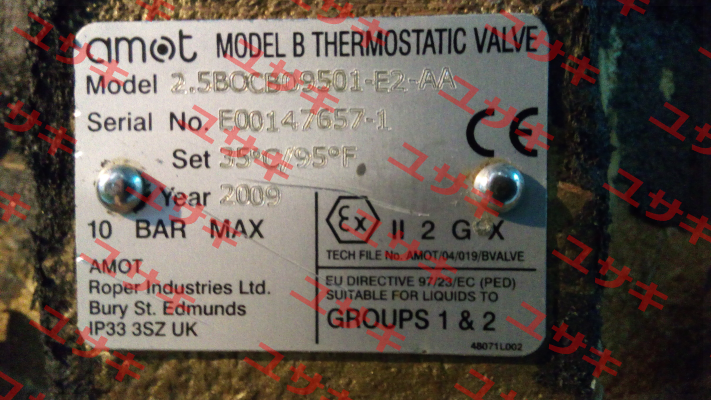 amot MODEL B THERMOSTATIC VALVE
Model 2.5BOCB09501-E2-AA
Serial No. E00147657-1
Set 35°C/95°F
Year 2009
10 BAR MAX
AMOT
Roper Industries Ltd.
Bury St. Edmunds
IP33 3SZ UK
CE
Ex II 2 G X
TECH FILE No. AMOT/04/019/BVALVE
EU DIRECTIVE 97/23/EC (PED)
SUITABLE FOR LIQUIDS TO
GROUPS 1 & 2
48071L002
ユサキ